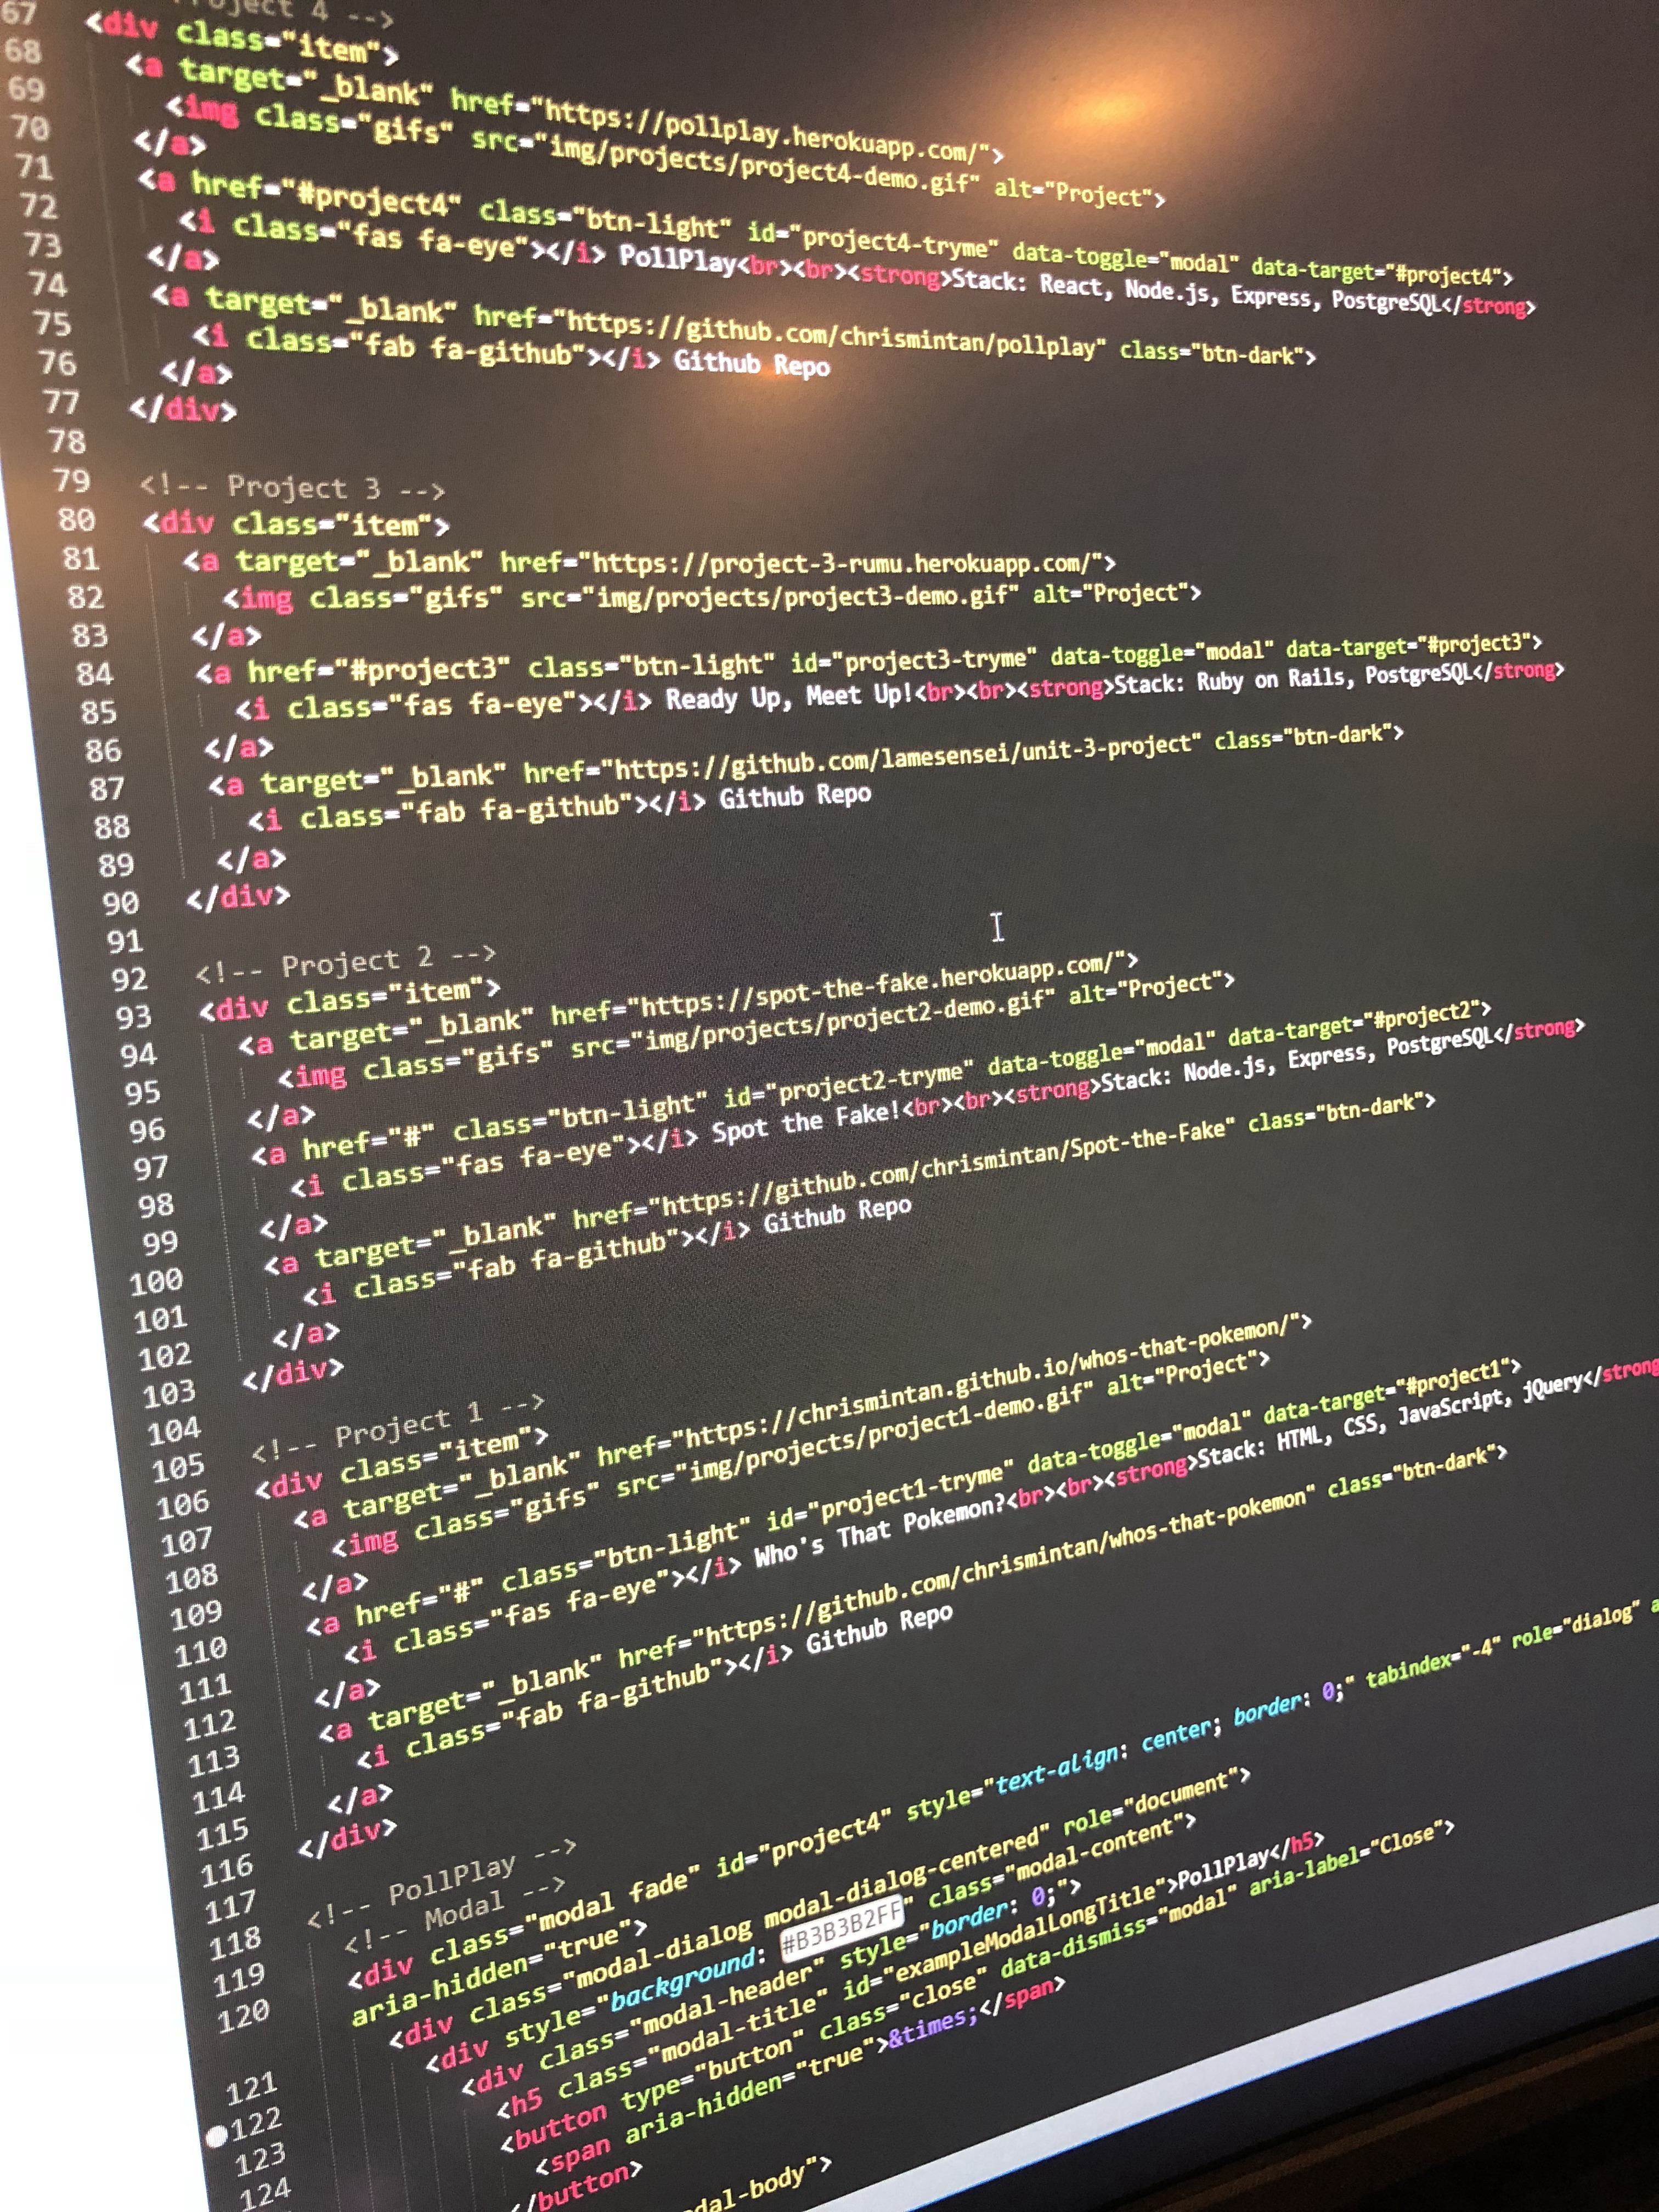 67 Project 4 -->
68 <div class="item">
69 <a target="_blank" href="https://pollplay.herokuapp.com/">
70 <img class="gifs" src="img/projects/project4-demo.gif" alt="Project">
71 </a>
72 <a href="#project4" class="btn-light" id="project4-tryme" data-toggle="modal" data-target="#project4">
73 <i class="fas fa-eye"></i> PollPlay<br><br><strong>Stack: React, Node.js, Express, PostgreSQL</strong>
74 </a>
75 <a target="_blank" href="https://github.com/chrismintan/pollplay" class="btn-dark">
76 <i class="fab fa-github"></i> Github Repo
77 </a>
78 </div>
79
80 <!-- Project 3 -->
81 <div class="item">
82 <a target="_blank" href="https://project-3-rumu.herokuapp.com/">
83 <img class="gifs" src="img/projects/project3-demo.gif" alt="Project">
84 </a>
85 <a href="#project3" class="btn-light" id="project3-tryme" data-toggle="modal" data-target="#project3">
86 <i class="fas fa-eye"></i> Ready Up, Meet Up!<br><br><strong>Stack: Ruby on Rails, PostgreSQL</strong>
87 </a>
88 <a target="_blank" href="https://github.com/lamesensei/unit-3-project" class="btn-dark">
89 <i class="fab fa-github"></i> Github Repo
90 </a>
91 </div>
92
93 <!-- Project 2 -->
94 <div class="item">
95 <a target="_blank" href="https://spot-the-fake.herokuapp.com/">
96 <img class="gifs" src="img/projects/project2-demo.gif" alt="Project">
97 </a>
98 <a href="#" class="btn-light" id="project2-tryme" data-toggle="modal" data-target="#project2">
99 <i class="fas fa-eye"></i> Spot the Fake!<br><br><strong>Stack: Node.js, Express, PostgreSQL</strong>
100 </a>
101 <a target="_blank" href="https://github.com/chrismintan/Spot-the-Fake" class="btn-dark">
102 <i class="fab fa-github"></i> Github Repo
103 </a>
104 </div>
105
106 <!-- Project 1 -->
107 <div class="item">
108 <a target="_blank" href="https://chrismintan.github.io/whos-that-pokemon/">
109 <img class="gifs" src="img/projects/project1-demo.gif" alt="Project">
110 </a>
111 <a href="#" class="btn-light" id="project1-tryme" data-toggle="modal" data-target="#project1">
112 <i class="fas fa-eye"></i> Who's That Pokemon?<br><br><strong>Stack: HTML, CSS, JavaScript, jQuery</strong
113 </a>
114 <a target="_blank" href="https://github.com/chrismintan/whos-that-pokemon" class="btn-dark">
115 <i class="fab fa-github"></i> Github Repo
116 </a>
117 </div>
118
119 <!-- PollPlay -->
120 <!-- Modal -->
<div class="modal fade" id="project4" style="text-align: center; border: 0;" tabindex="-4" role="dialog" a
aria-hidden="true">
121 <div class="modal-dialog modal-dialog-centered" role="document">
122 <div style="background: #B3B3B2FF" class="modal-content">
123 <div class="modal-header" style="border: 0;">
124 <h5 class="modal-title" id="exampleModalLongTitle">PollPlay</h5>
<button type="button" class="close" data-dismiss="modal" aria-label="Close">
<span aria-hidden="true">&times;</span>
</button>
dal-body">